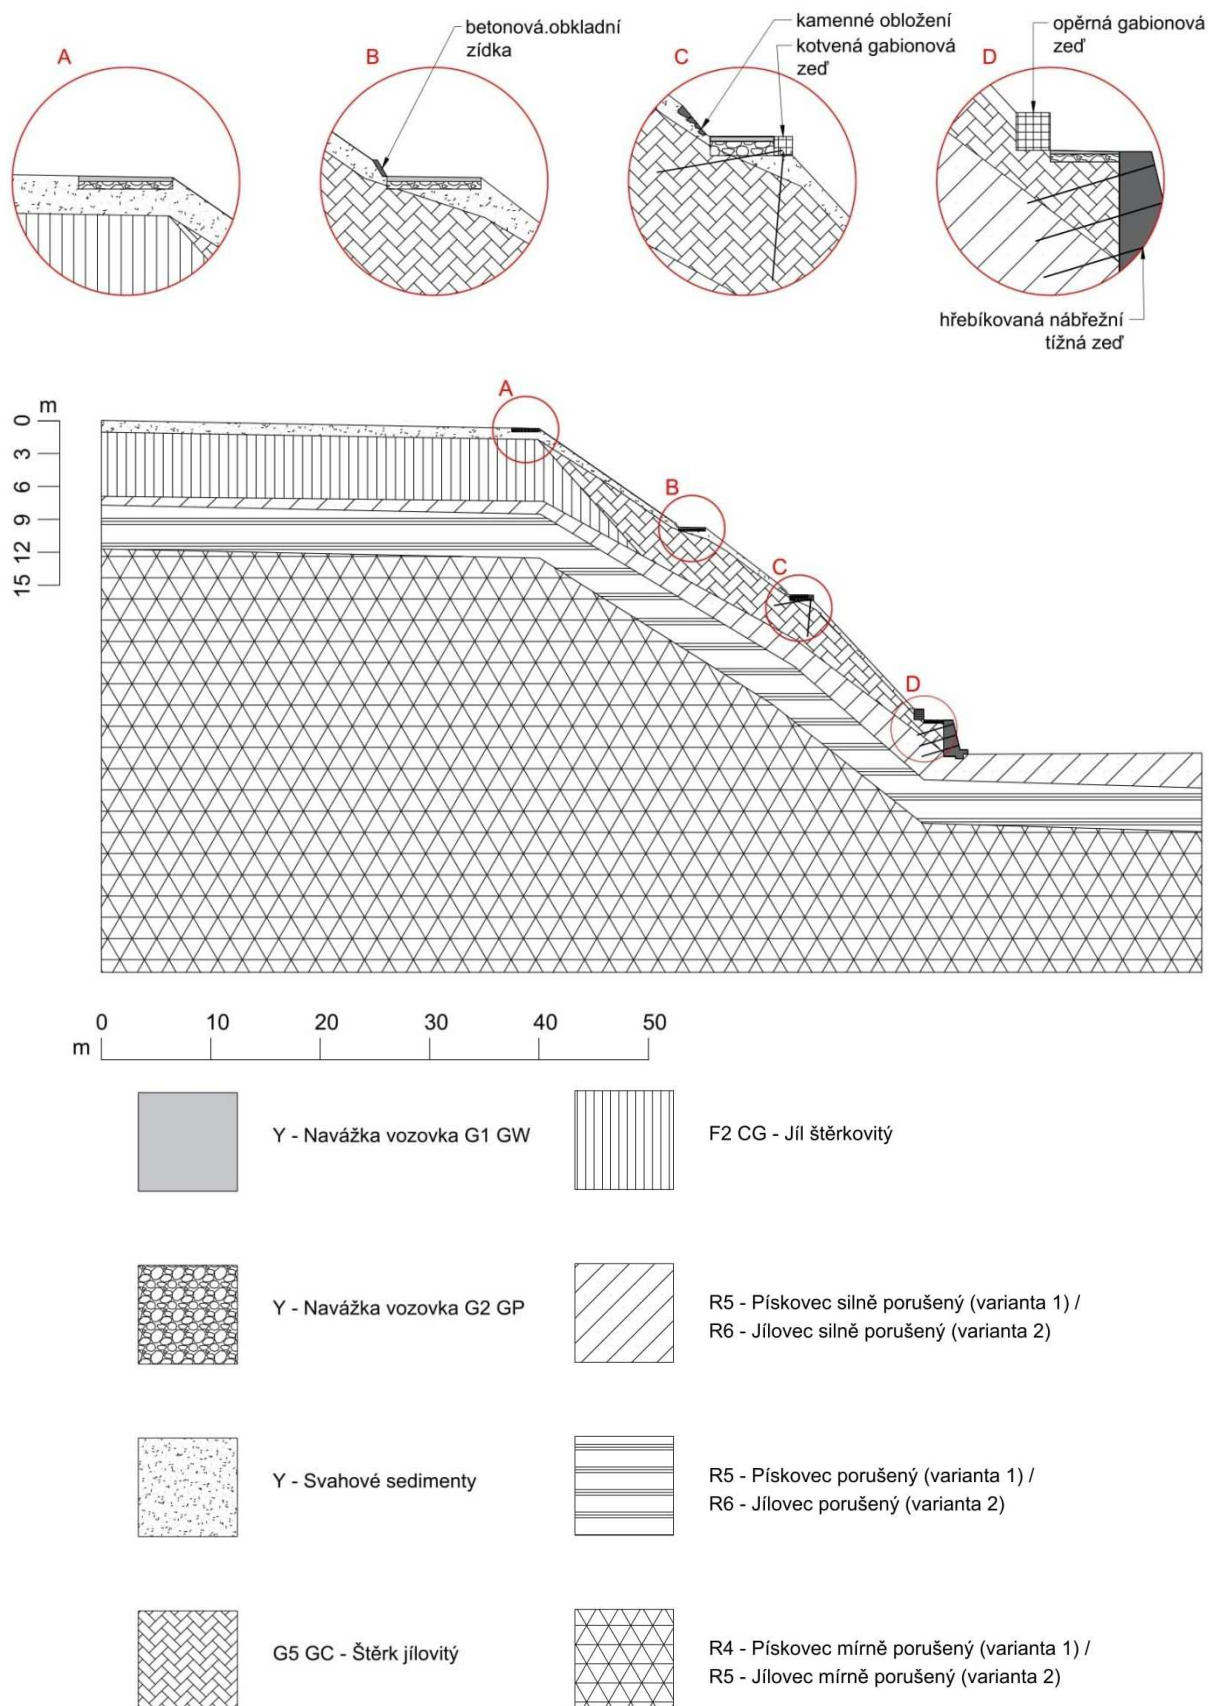 A
B
betonová.obkladní
zídka
C
kamenné obložení
kotvená gabionová
zeď
D
opěrná gabionová
zeď
hřebíkovaná nábřežní
tížná zeď
m
0
3
6
9
12
15
A
B
C
D
0 10 20 30 40 50
m
Y - Navážka vozovka G1 GW
F2 CG - Jíl štěrkovitý
Y - Navážka vozovka G2 GP
R5 - Pískovec silně porušený (varianta 1) /
R6 - Jílovec silně porušený (varianta 2)
Y - Svahové sedimenty
R5 - Pískovec porušený (varianta 1) /
R6 - Jílovec porušený (varianta 2)
G5 GC - Štěrk jílovitý
R4 - Pískovec mírně porušený (varianta 1) /
R5 - Jílovec mírně porušený (varianta 2)